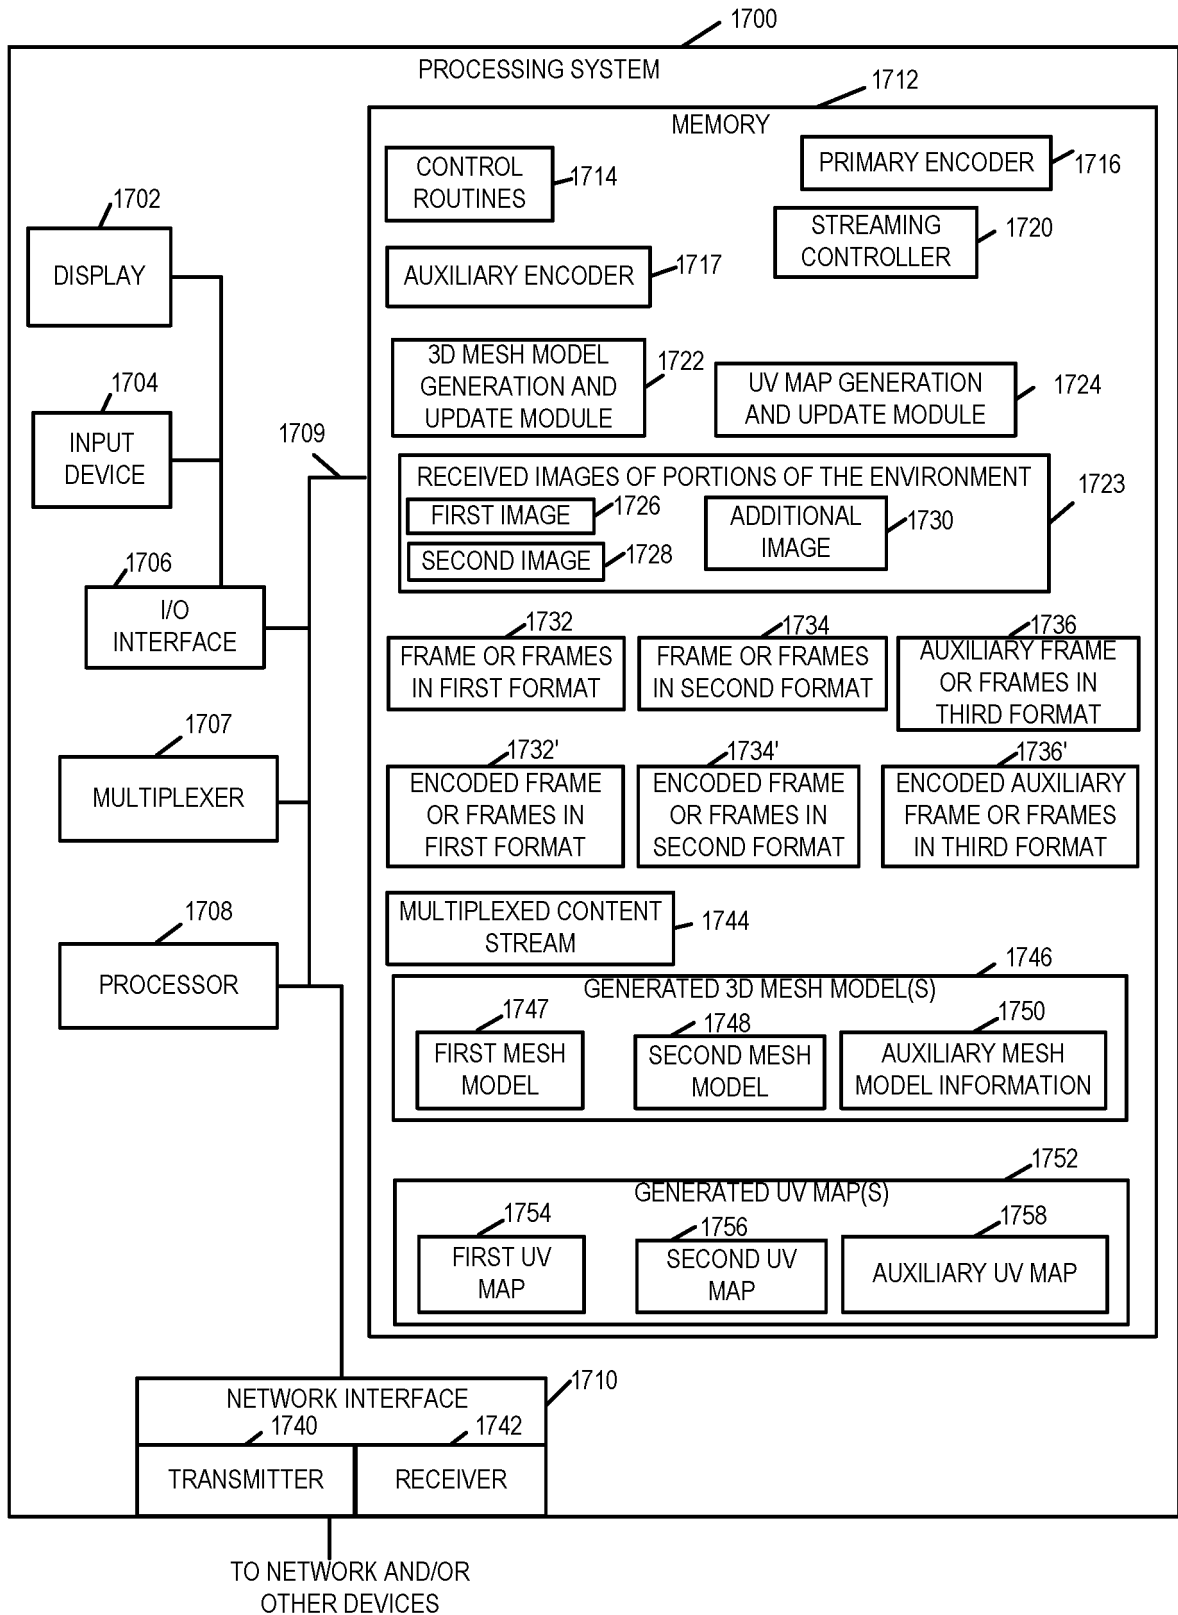 1700
PROCESSING SYSTEM
1712
MEMORY
CONTROL
ROUTINES
1714
PRIMARY ENCODER
1716
1702
DISPLAY
STREAMING
CONTROLLER
1720
AUXILIARY ENCODER
1717
1704
INPUT
DEVICE
3D MESH MODEL
GENERATION AND
UPDATE MODULE
1722
UV MAP GENERATION
AND UPDATE MODULE
1724
1709
RECEIVED IMAGES OF PORTIONS OF THE ENVIRONMENT
1723
FIRST IMAGE
1726
SECOND IMAGE
1728
ADDITIONAL
IMAGE
1730
1706
I/O
INTERFACE
1732
FRAME OR FRAMES
IN FIRST FORMAT
1734
FRAME OR FRAMES
IN SECOND FORMAT
1736
AUXILIARY FRAME
OR FRAMES IN
THIRD FORMAT
1707
MULTIPLEXER
1732'
ENCODED FRAME
OR FRAMES IN
FIRST FORMAT
1734'
ENCODED FRAME
OR FRAMES IN
SECOND FORMAT
1736'
ENCODED AUXILIARY
FRAME OR FRAMES
IN THIRD FORMAT
1708
PROCESSOR
MULTIPLEXED CONTENT
STREAM
1744
1746
GENERATED 3D MESH MODEL(S)
1747
FIRST MESH
MODEL
1748
SECOND MESH
MODEL
1750
AUXILIARY MESH
MODEL INFORMATION
1752
GENERATED UV MAP(S)
1754
FIRST UV
MAP
1756
SECOND UV
MAP
1758
AUXILIARY UV MAP
1710
NETWORK INTERFACE
1740
TRANSMITTER
1742
RECEIVER
TO NETWORK AND/OR
OTHER DEVICES